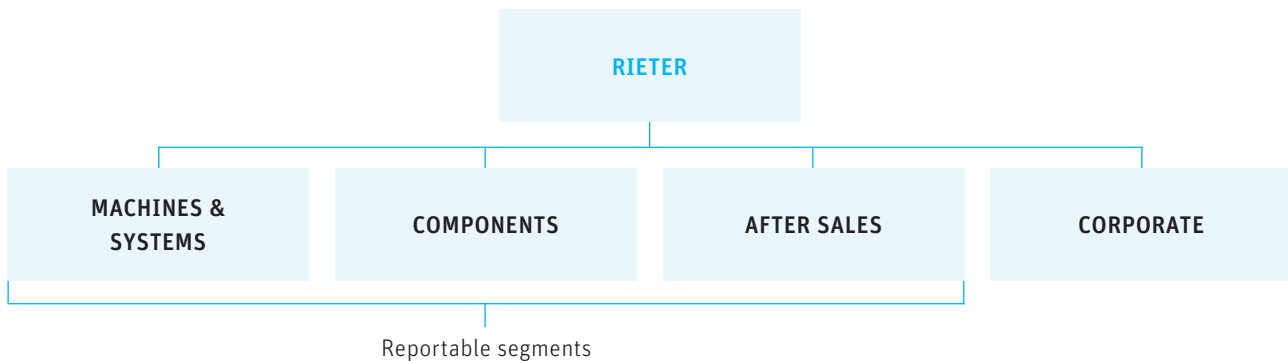 RIETER
MACHINES &
SYSTEMS
COMPONENTS
AFTER SALES
CORPORATE
Reportable segments